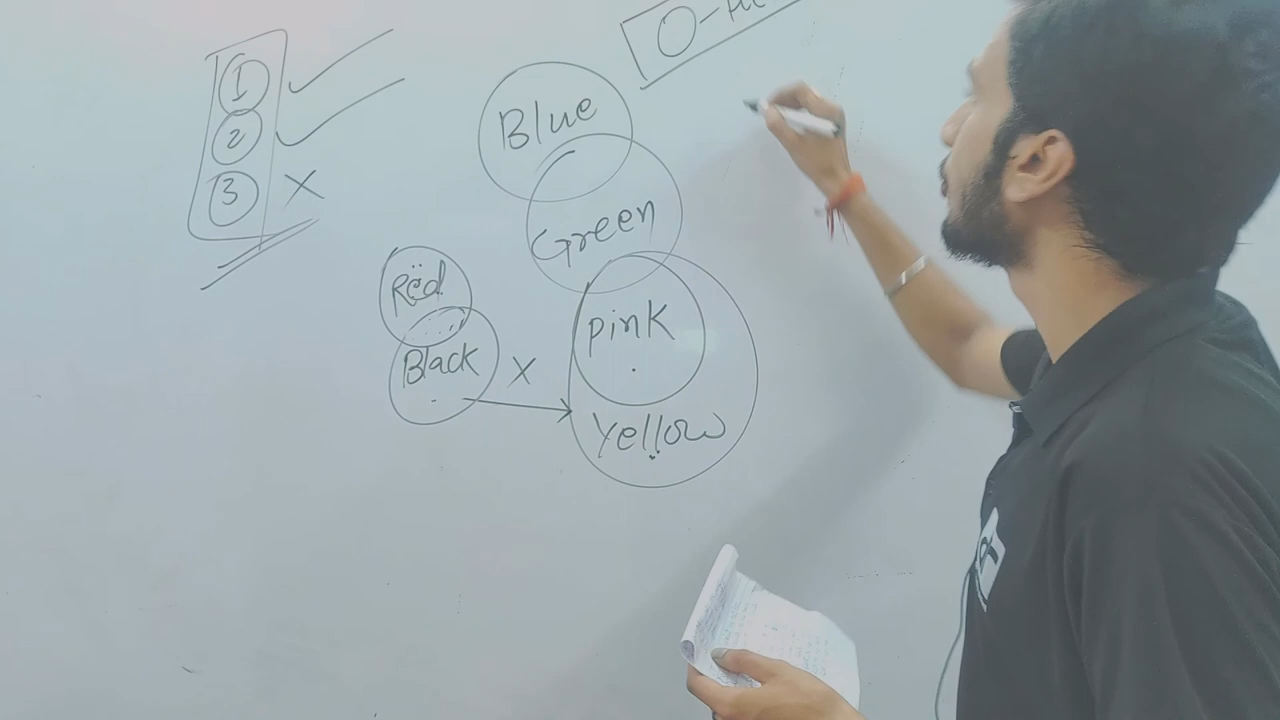 1 ✓
2 ✓
3 X
Blue
Green
Red
Black X
Pink
Yellow